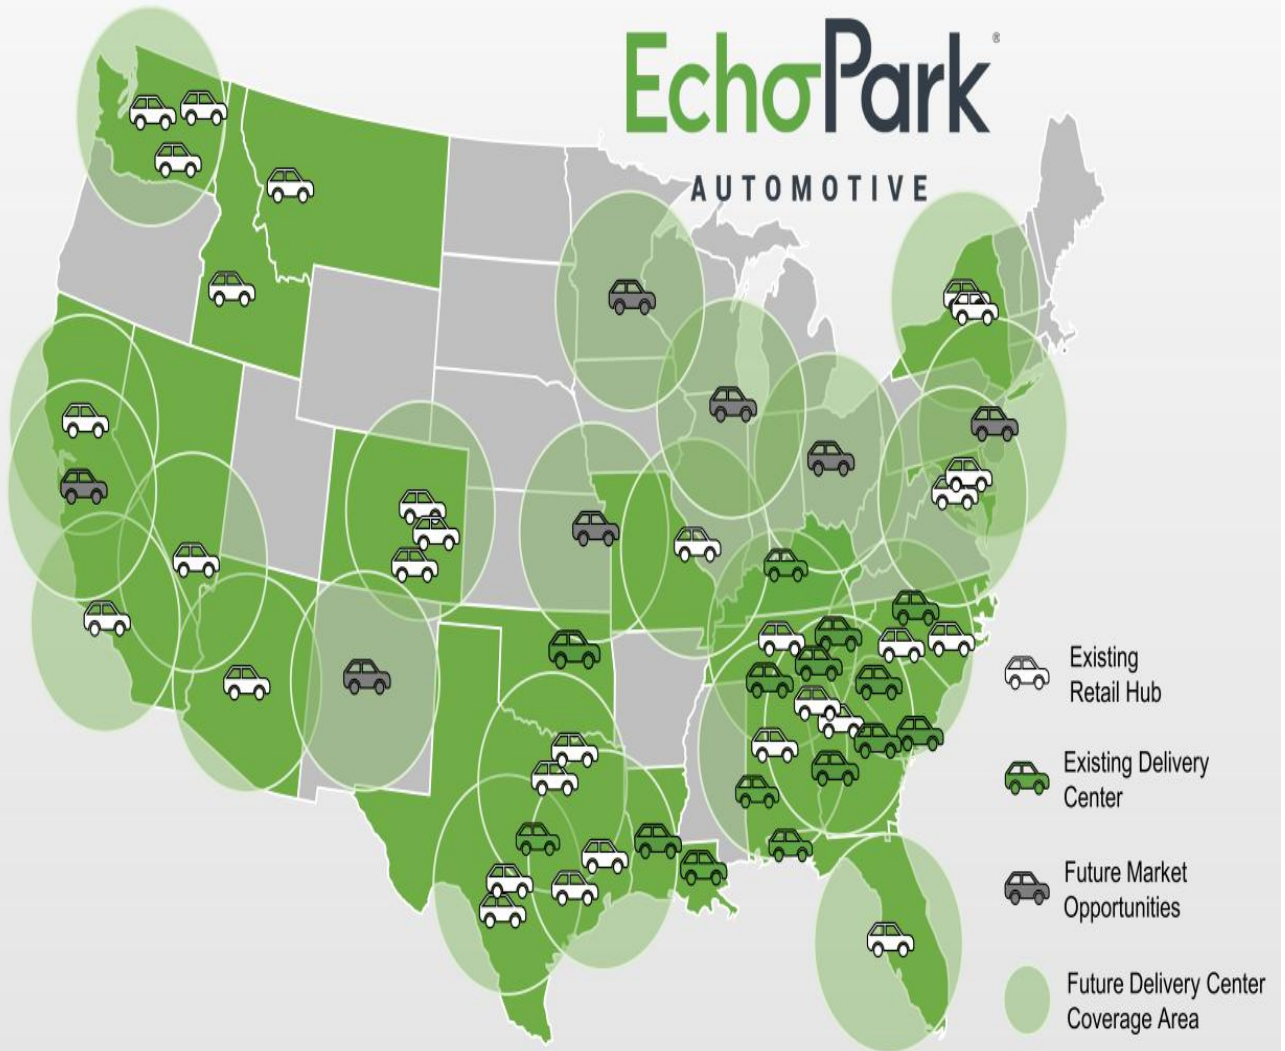 EchoPark®
AUTOMOTIVE
Existing
Retail Hub
Existing Delivery
Center
Future Market
Opportunities
Future Delivery Center
Coverage Area